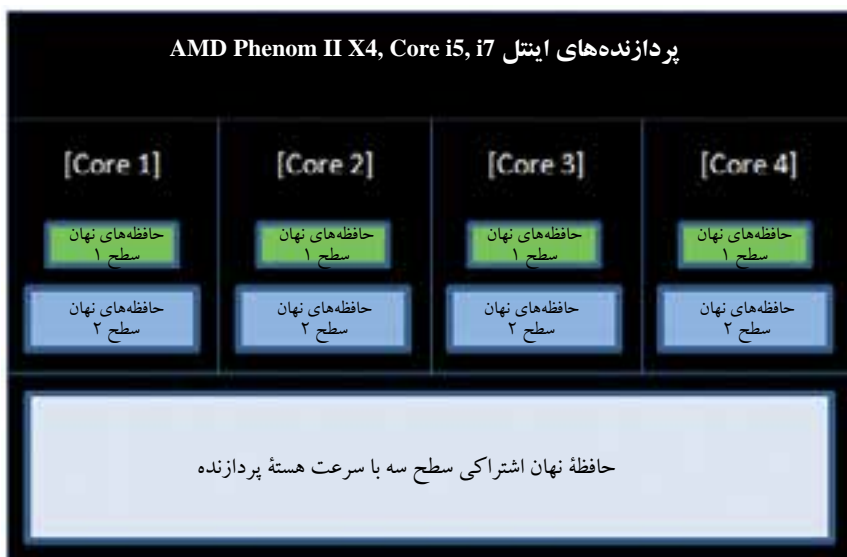 پردازنده‌های اینتل AMD Phenom II X4, Core i5, i7
[Core 1]
[Core 2]
[Core 3]
[Core 4]
حافظه‌های نهان
سطح ۱
حافظه‌های نهان
سطح ۱
حافظه‌های نهان
سطح ۱
حافظه‌های نهان
سطح ۱
حافظه‌های نهان
سطح ۲
حافظه‌های نهان
سطح ۲
حافظه‌های نهان
سطح ۲
حافظه‌های نهان
سطح ۲
حافظهٔ نهان اشتراکی سطح سه با سرعت هستهٔ پردازنده